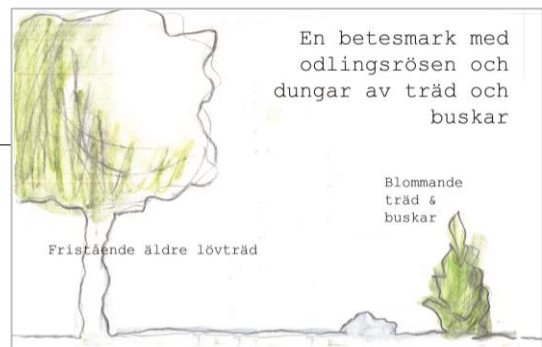 En betesmark med
odlingsrösen och
dungar av träd och
buskar
Blommande
träd &
buskar
Fristående äldre lövträd